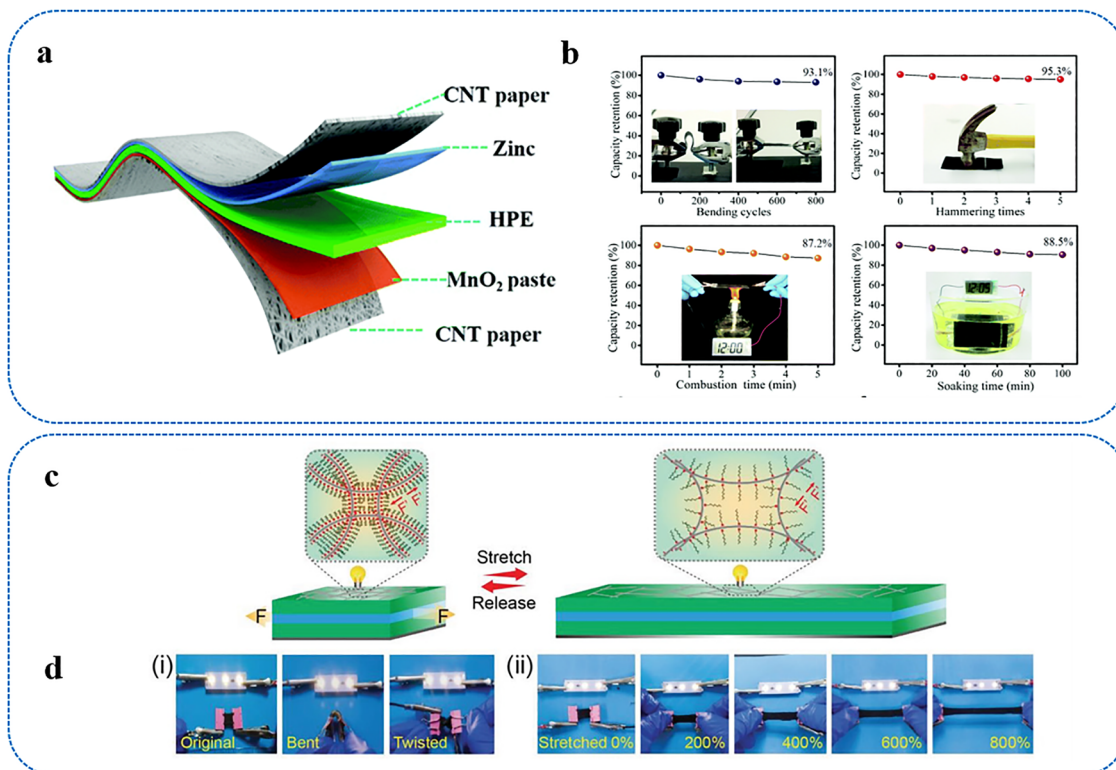 a
CNT paper
Zinc
HPE
MnO₂ paste
CNT paper
b
Capacity retention (%)
100
80
60
40
20
0
93.1%
0 200 400 600 800
Bending cycles
Capacity retention (%)
100
80
60
40
20
0
95.3%
0 1 2 3 4 5
Hammering times
Capacity retention (%)
100
80
60
40
20
0
87.2%
12:00
0 1 2 3 4 5
Combustion time (min)
Capacity retention (%)
100
80
60
40
20
0
88.5%
12:05
0 20 40 60 80 100
Soaking time (min)
c
F
F
F
F
Stretch
Release
F
F
d
(i)
Original
Bent
Twisted
(ii)
Stretched 0%
200%
400%
600%
800%